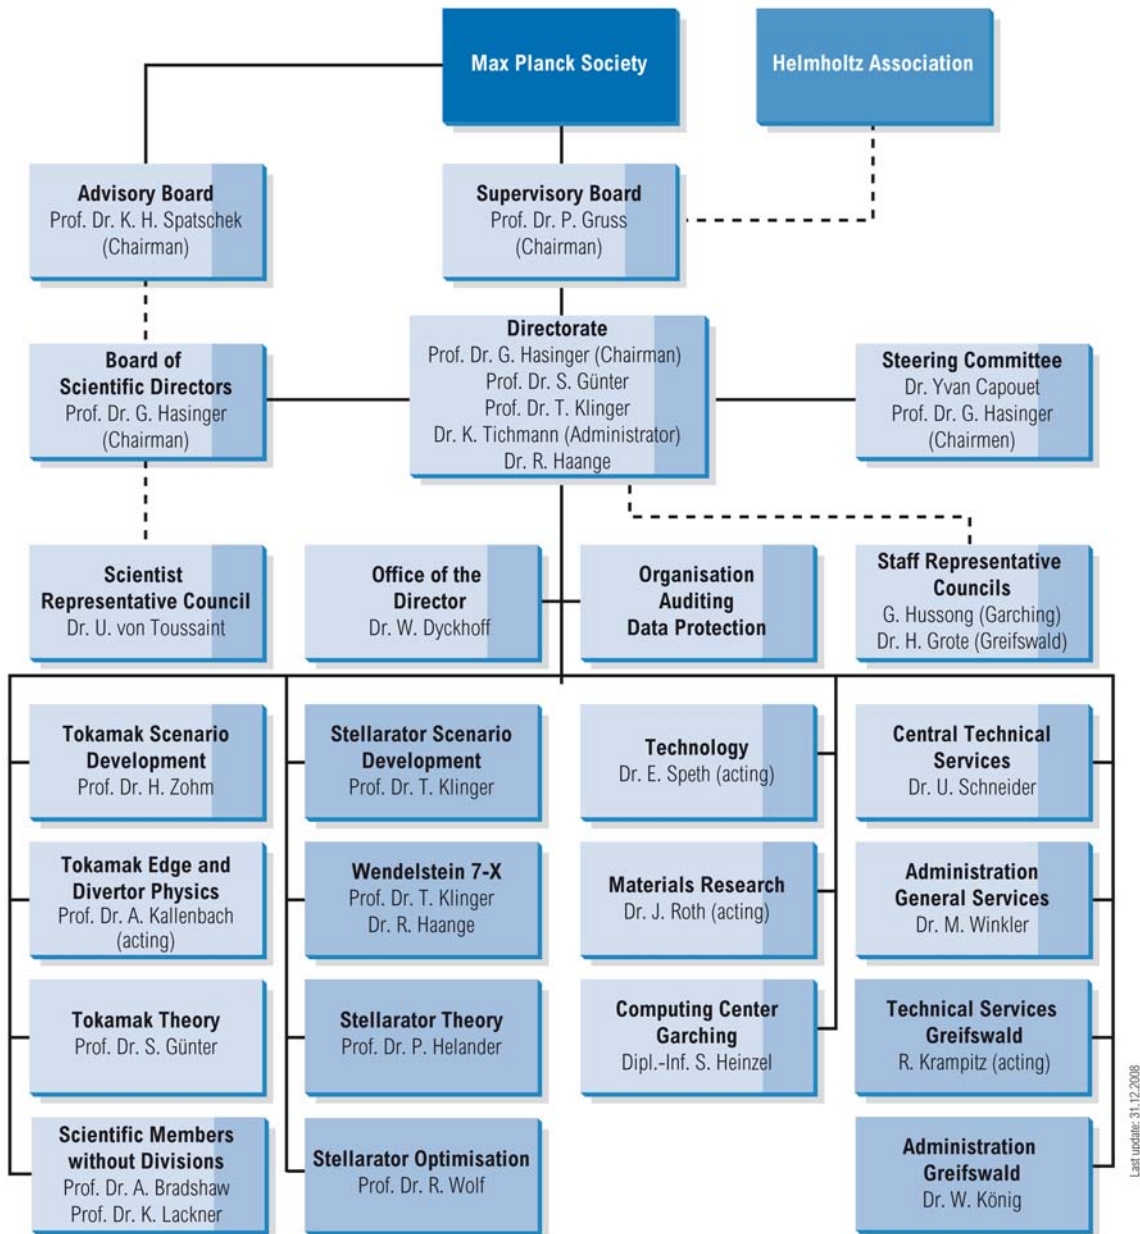 Max Planck Society
Helmholtz Association
Advisory Board
Prof. Dr. K. H. Spatschek
(Chairman)
Supervisory Board
Prof. Dr. P. Gruss
(Chairman)
Board of
Scientific Directors
Prof. Dr. G. Hasinger
(Chairman)
Directorate
Prof. Dr. G. Hasinger (Chairman)
Prof. Dr. S. Günter
Prof. Dr. T. Klinger
Dr. K. Tichmann (Administrator)
Dr. R. Haange
Steering Committee
Dr. Yvan Capouet
Prof. Dr. G. Hasinger
(Chairmen)
Scientist
Representative Council
Dr. U. von Toussaint
Office of the
Director
Dr. W. Dyckhoff
Organisation
Auditing
Data Protection
Staff Representative
Councils
G. Hussong (Garching)
Dr. H. Grote (Greifswald)
Tokamak Scenario
Development
Prof. Dr. H. Zohm
Stellarator Scenario
Development
Prof. Dr. T. Klinger
Technology
Dr. E. Speth (acting)
Central Technical
Services
Dr. U. Schneider
Tokamak Edge and
Divertor Physics
Prof. Dr. A. Kallenbach
(acting)
Wendelstein 7-X
Prof. Dr. T. Klinger
Dr. R. Haange
Materials Research
Dr. J. Roth (acting)
Administration
General Services
Dr. M. Winkler
Tokamak Theory
Prof. Dr. S. Günter
Stellarator Theory
Prof. Dr. P. Helander
Computing Center
Garching
Dipl.-Inf. S. Heinzel
Technical Services
Greifswald
R. Krampitz (acting)
Scientific Members
without Divisions
Prof. Dr. A. Bradshaw
Prof. Dr. K. Lackner
Stellarator Optimisation
Prof. Dr. R. Wolf
Administration
Greifswald
Dr. W. König
Last update: 31.12.2008